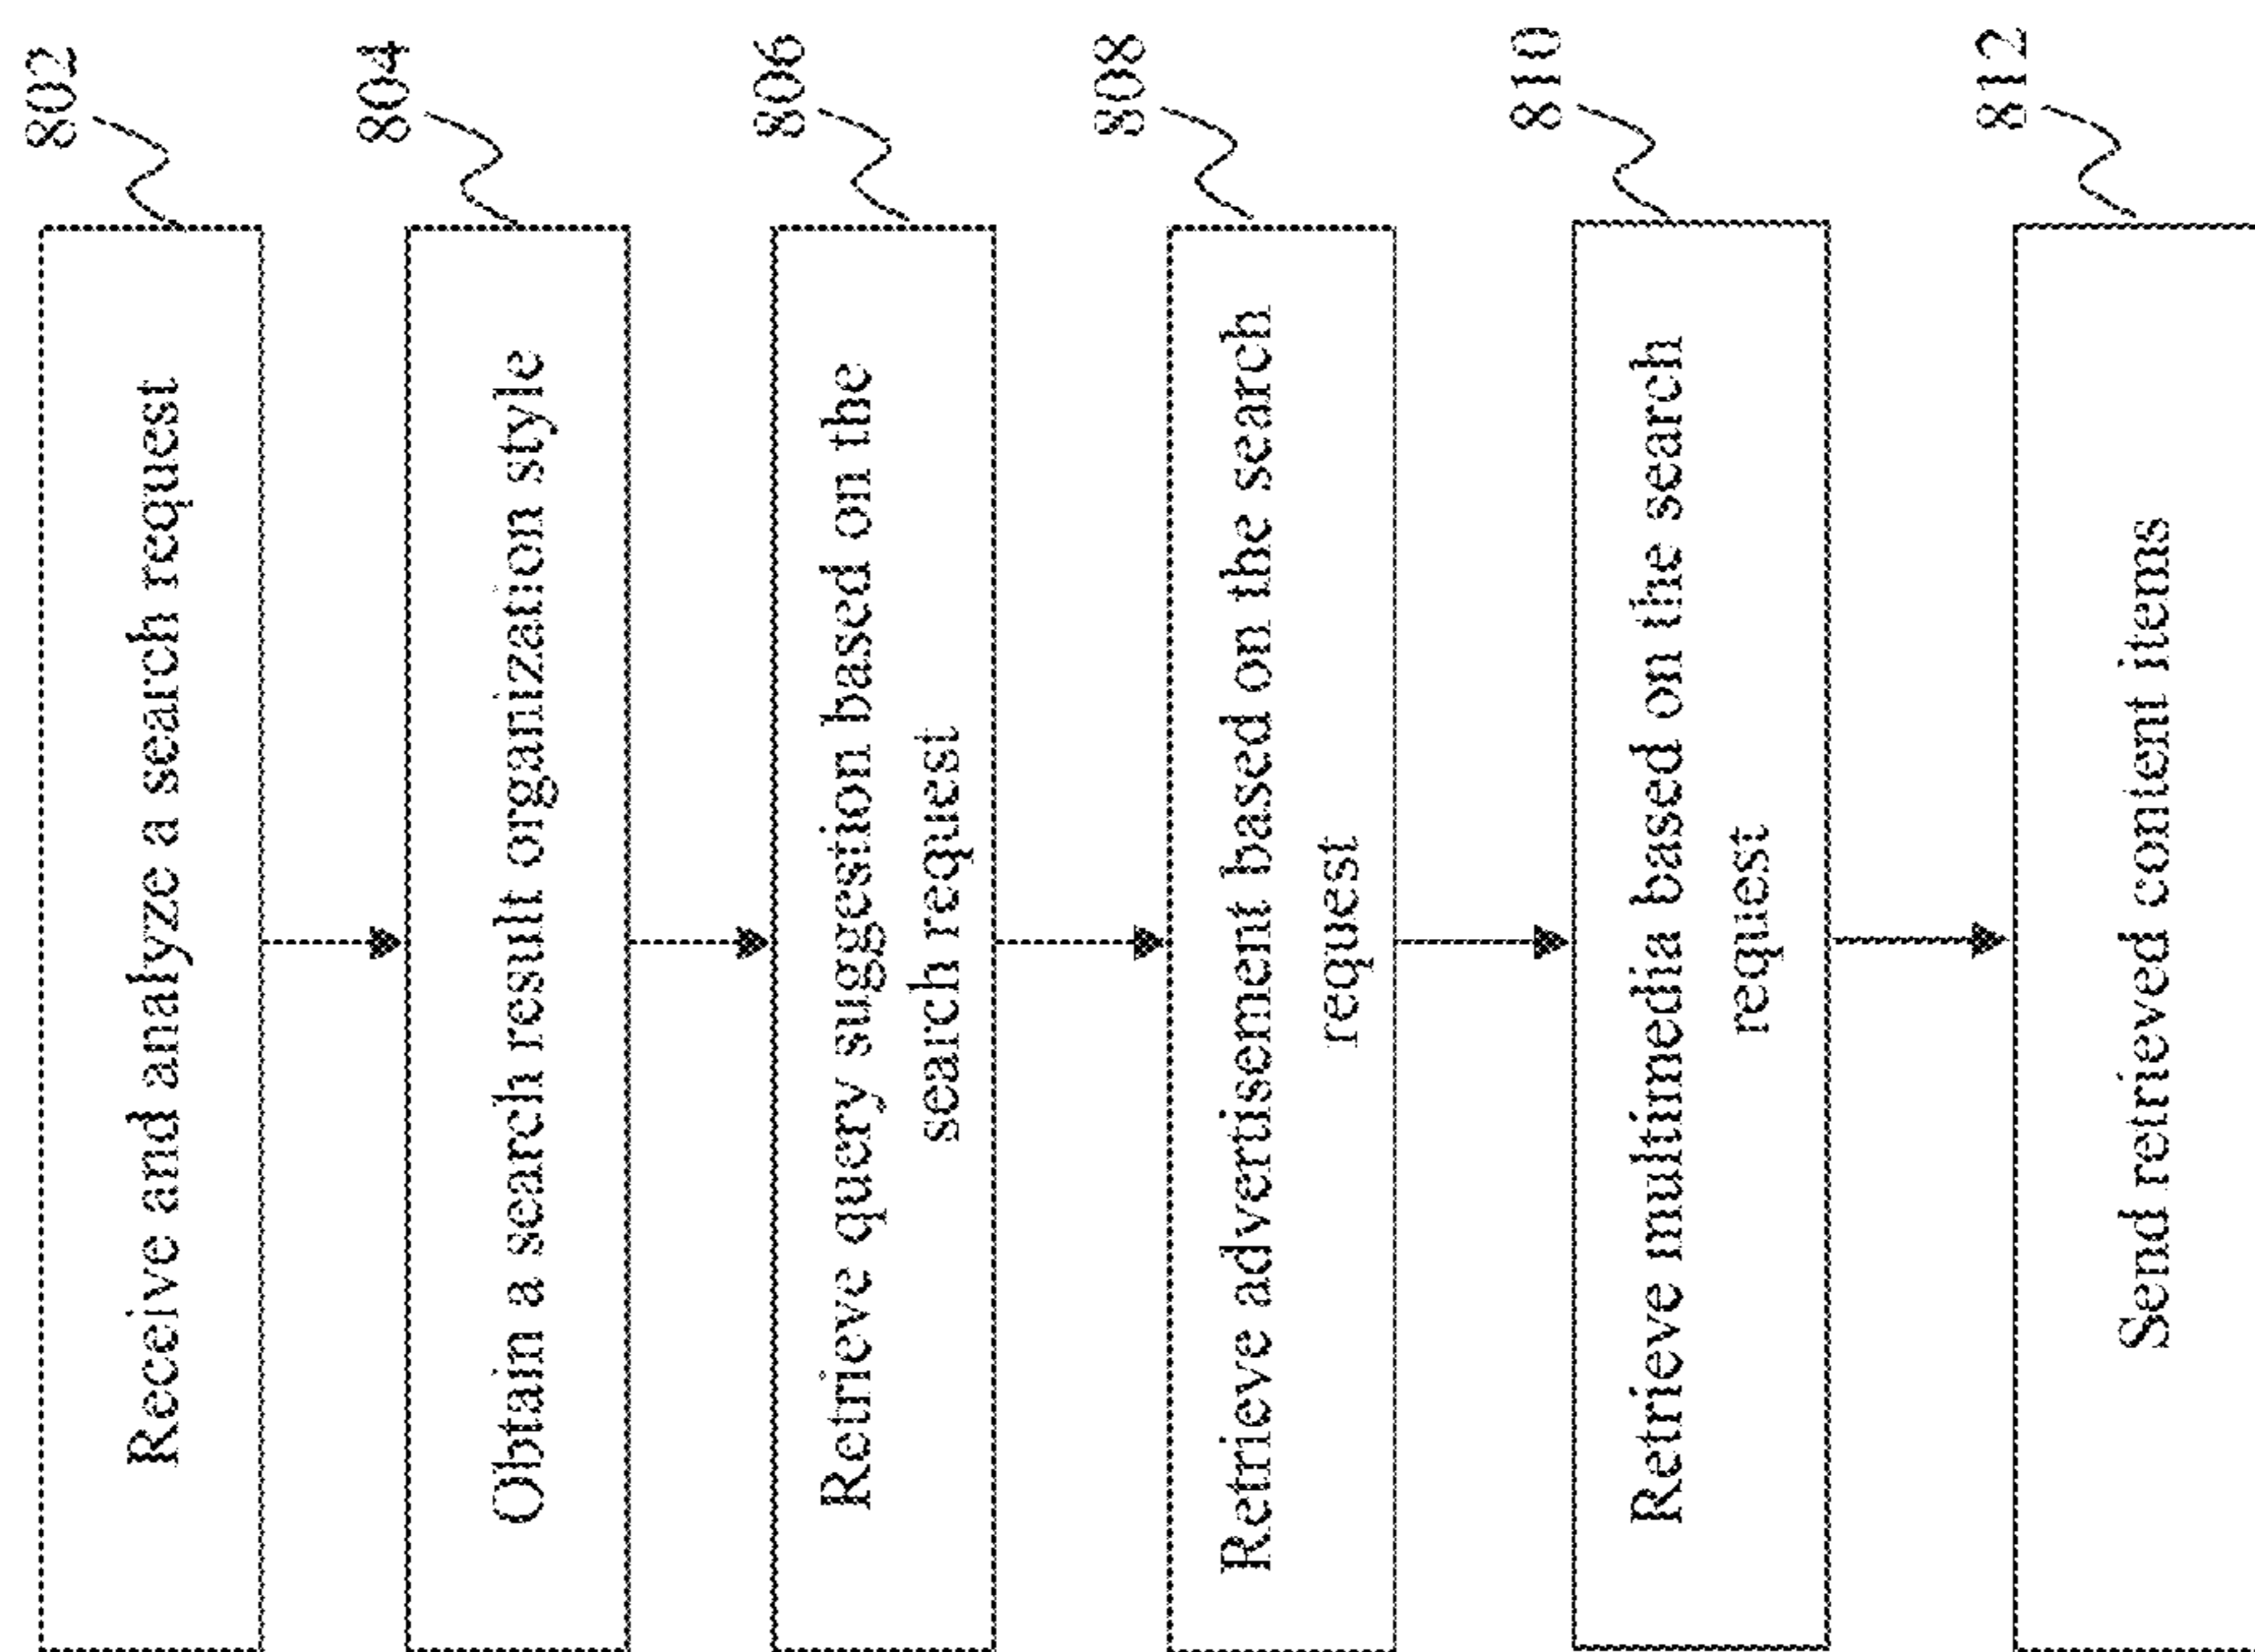 802
Receive and analyze a search request
804
Obtain a search result organization style
806
Retrieve query suggestion based on the
search request
808
Retrieve advertisement based on the search
request
810
Retrieve multimedia based on the search
request
812
Send retrieved content items